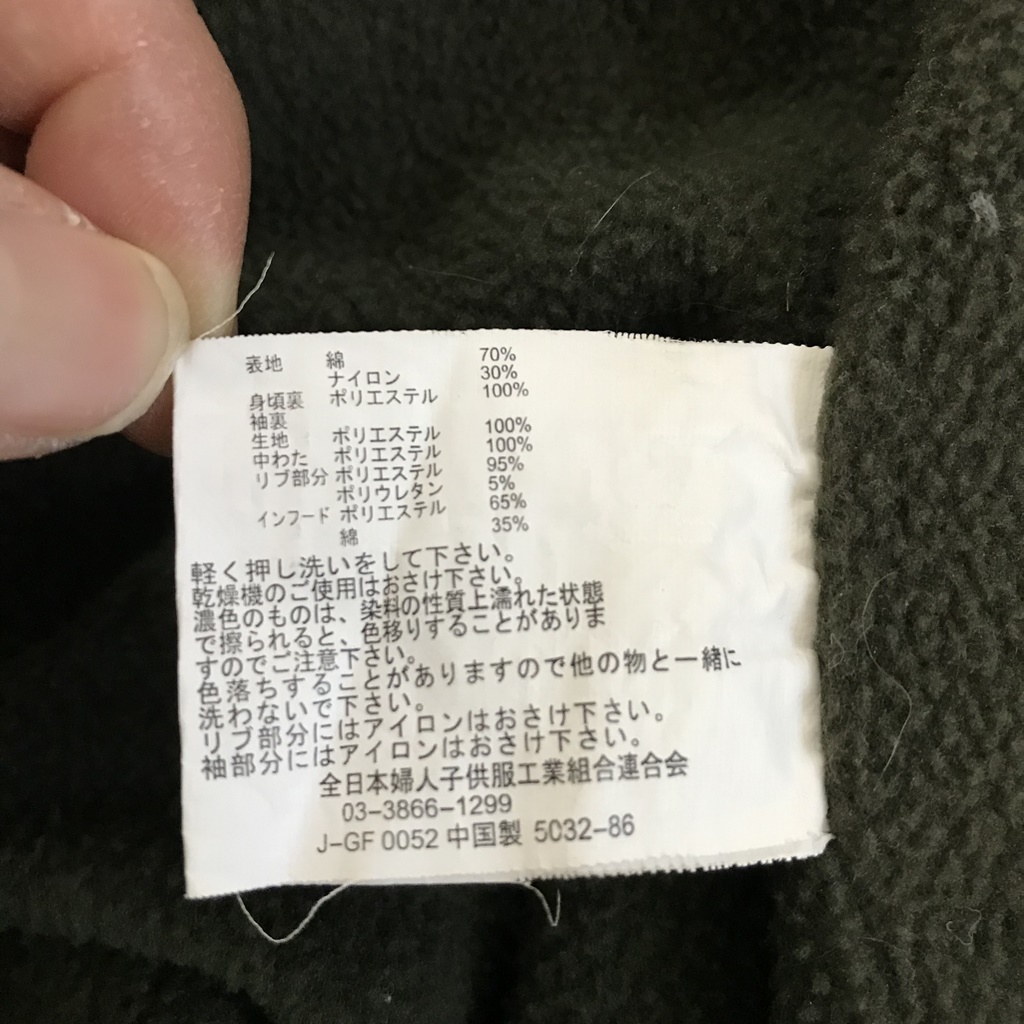 表地 綿 70%
ナイロン 30%
身頃裏 ポリエステル 100%
袖裏
生地 ポリエステル 100%
中わた ポリエステル 100%
リブ部分 ポリエステル 95%
ポリウレタン 5%
インフード ポリエステル 65%
綿 35%
軽く押し洗いをして下さい。
乾燥機のご使用はおさけ下さい。
濃色のものは、染料の性質上濡れた状態
で擦られると、色移りすることがありま
すのでご注意下さい。
色落ちすることがありますので他の物と一緒に
洗わないで下さい。
リブ部分にはアイロンはおさけ下さい。
袖部分にはアイロンはおさけ下さい。
全日本婦人子供服工業組合連合会
03-3866-1299
J-GF 0052 中国製 5032-86